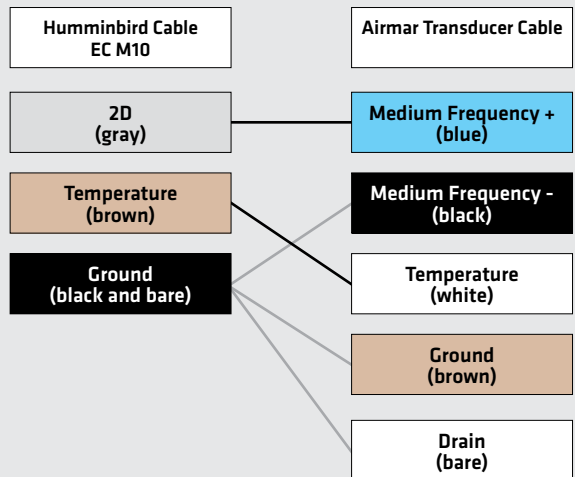 Humminbird Cable
EC M10
Airmar Transducer Cable
2D
(gray)
Medium Frequency +
(blue)
Temperature
(brown)
Medium Frequency -
(black)
Ground
(black and bare)
Temperature
(white)
Ground
(brown)
Drain
(bare)